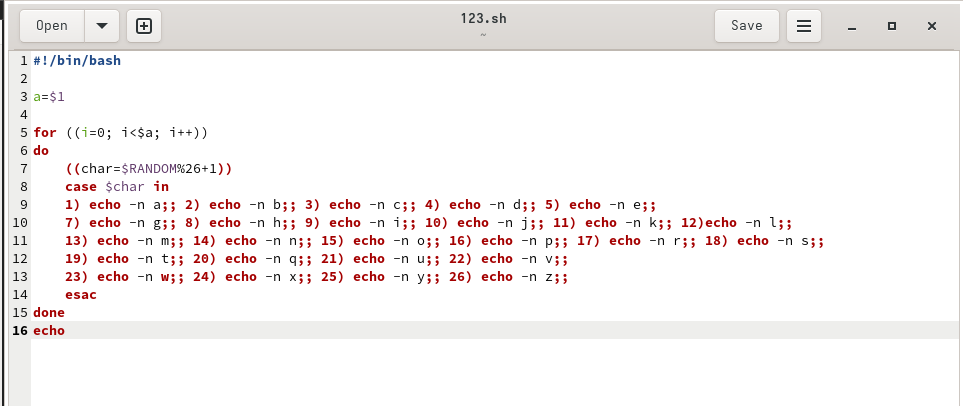 Open 123.sh Save
~
1 #!/bin/bash
2
3 a=$1
4
5 for ((i=0; i<$a; i++))
6 do
7     ((char=$RANDOM%26+1))
8     case $char in
9     1) echo -n a;; 2) echo -n b;; 3) echo -n c;; 4) echo -n d;; 5) echo -n e;;
10     7) echo -n g;; 8) echo -n h;; 9) echo -n i;; 10) echo -n j;; 11) echo -n k;; 12)echo -n l;;
11     13) echo -n m;; 14) echo -n n;; 15) echo -n o;; 16) echo -n p;; 17) echo -n r;; 18) echo -n s;;
12     19) echo -n t;; 20) echo -n q;; 21) echo -n u;; 22) echo -n v;;
13     23) echo -n w;; 24) echo -n x;; 25) echo -n y;; 26) echo -n z;;
14     esac
15 done
16 echo